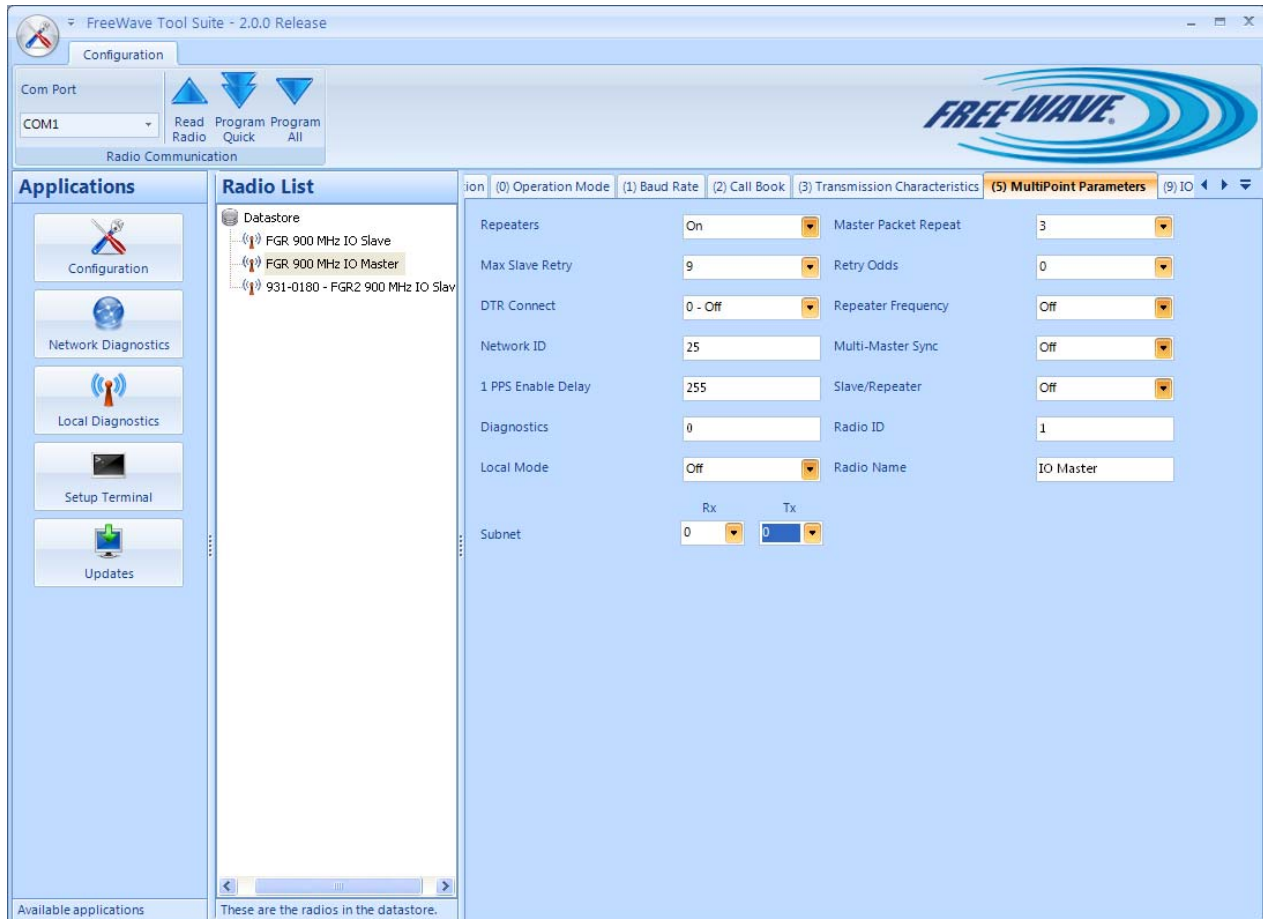 FreeWave Tool Suite - 2.0.0 Release
Configuration
Com Port
COM1
Read Radio
Program Quick
Program All
Radio Communication
FREEWAVE®
Applications
Configuration
Network Diagnostics
Local Diagnostics
Setup Terminal
Updates
Available applications
Radio List
Datastore
FGR 900 MHz IO Slave
FGR 900 MHz IO Master
931-0180 - FGR2 900 MHz IO Slav
These are the radios in the datastore.
ion (0) Operation Mode (1) Baud Rate (2) Call Book (3) Transmission Characteristics (5) MultiPoint Parameters (9) IO
Repeaters On Master Packet Repeat 3
Max Slave Retry 9 Retry Odds 0
DTR Connect 0 - Off Repeater Frequency Off
Network ID 25 Multi-Master Sync Off
1 PPS Enable Delay 255 Slave/Repeater Off
Diagnostics 0 Radio ID 1
Local Mode Off Radio Name IO Master
Rx Tx
Subnet 0 0